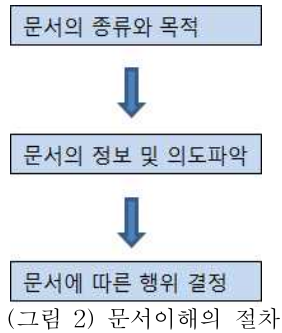 문서의 종류와 목적
문서의 정보 및 의도파악
문서에 따른 행위 결정
(그림 2) 문서이해의 절차